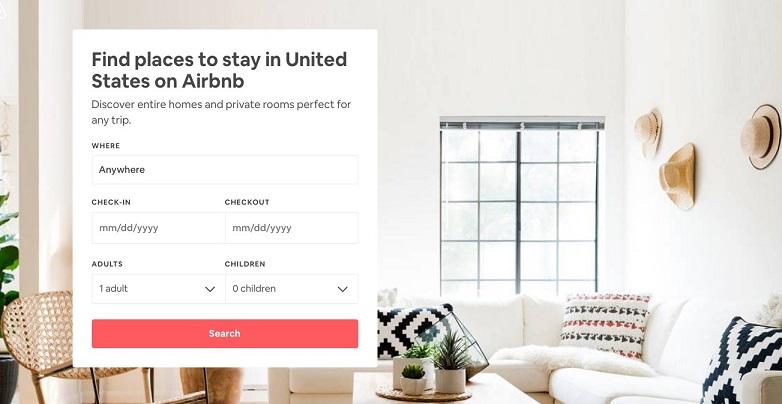 Find places to stay in United
States on Airbnb
Discover entire homes and private rooms perfect for
any trip.
WHERE
Anywhere
CHECK-IN CHECKOUT
mm/dd/yyyy mm/dd/yyyy
ADULTS CHILDREN
1 adult 0 children
Search